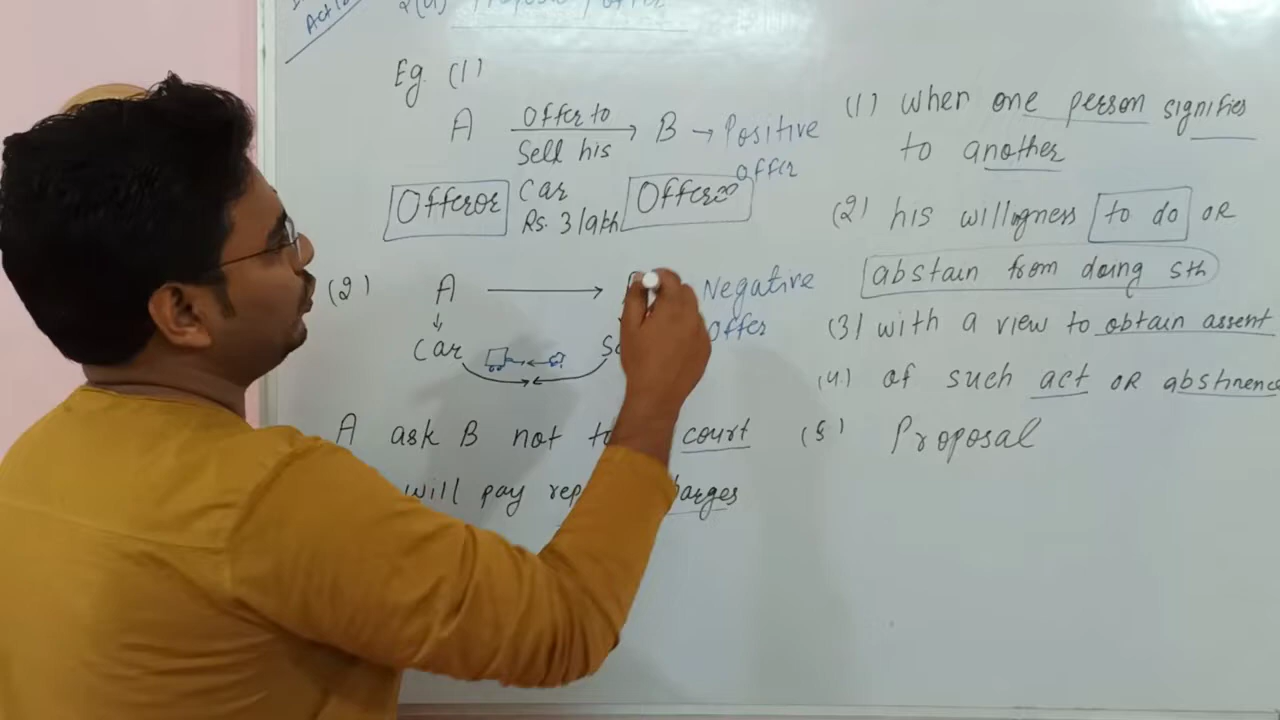 Proposal / offer
Eg. (1)
A Offer to B → Positive
Sell his offer
Offeror Car Offeree
Rs. 3 lakh
(2) A → Negative
offer
Car
A ask B not to court
will pay
(1) when one person signifies
to another
(2) his willingness to do OR
abstain from doing sth
(3) with a view to obtain assent
(4) of such act OR abstinence
(5) Proposal